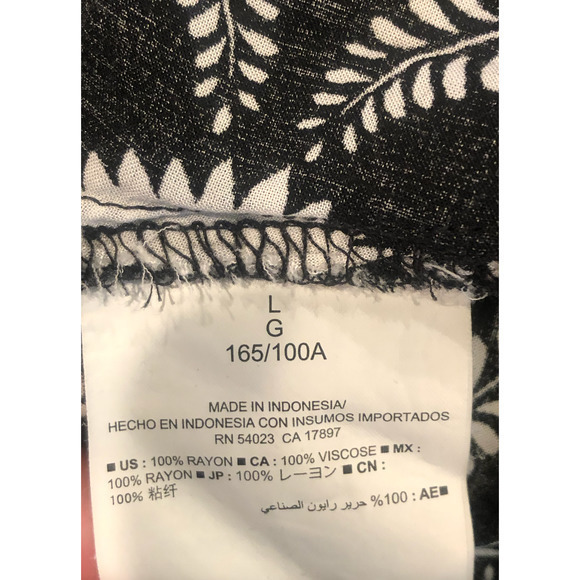 L
G
165/100A
MADE IN INDONESIA/
HECHO EN INDONESIA CON INSUMOS IMPORTADOS
RN 54023 CA 17897
■ US : 100% RAYON ■ CA : 100% VISCOSE ■ MX :
100% RAYON ■ JP : 100% レーヨン ■ CN :
100% 粘纤
■AE : 100% حرير رايون الصناعي